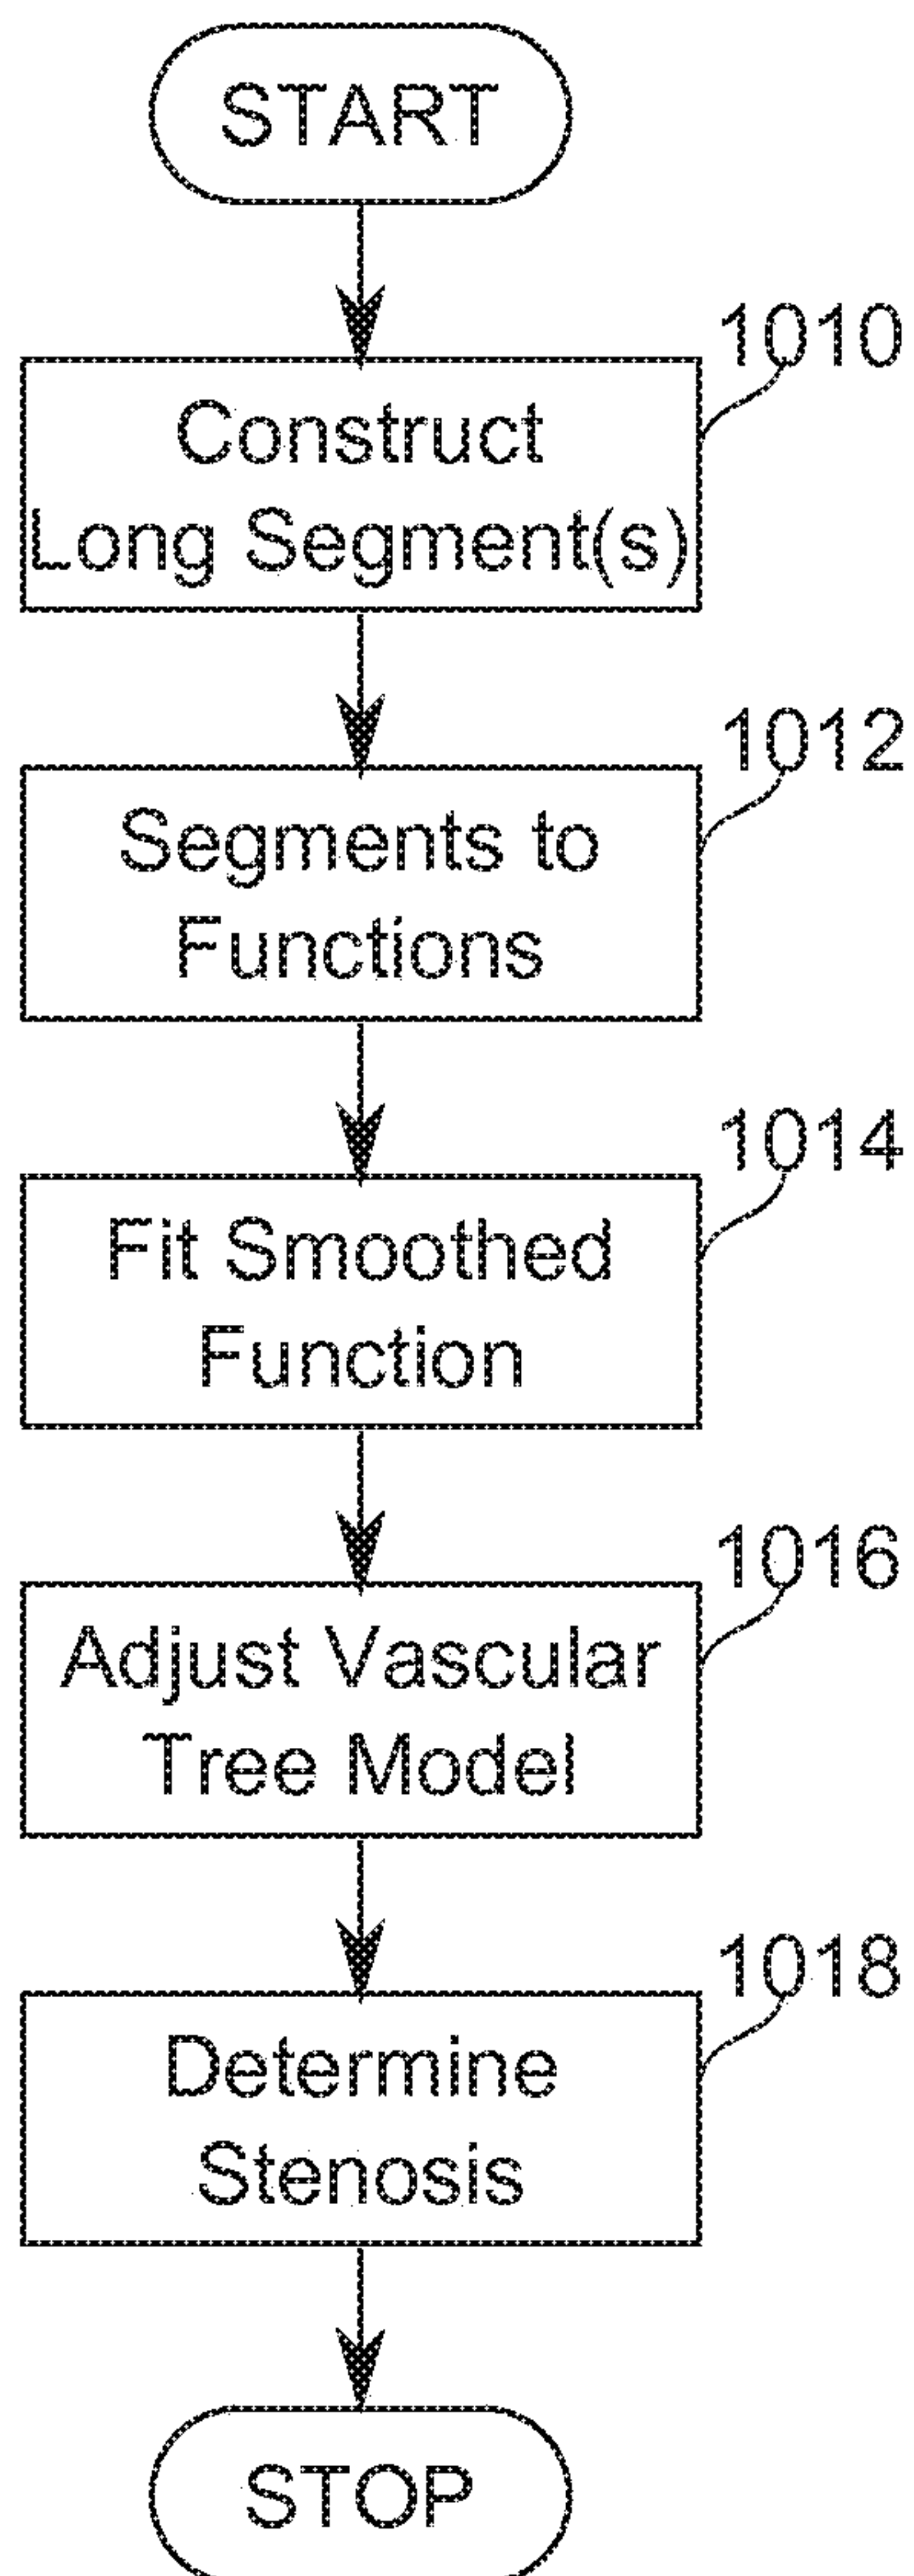 START
1010
Construct
Long Segment(s)
1012
Segments to
Functions
1014
Fit Smoothed
Function
1016
Adjust Vascular
Tree Model
1018
Determine
Stenosis
STOP